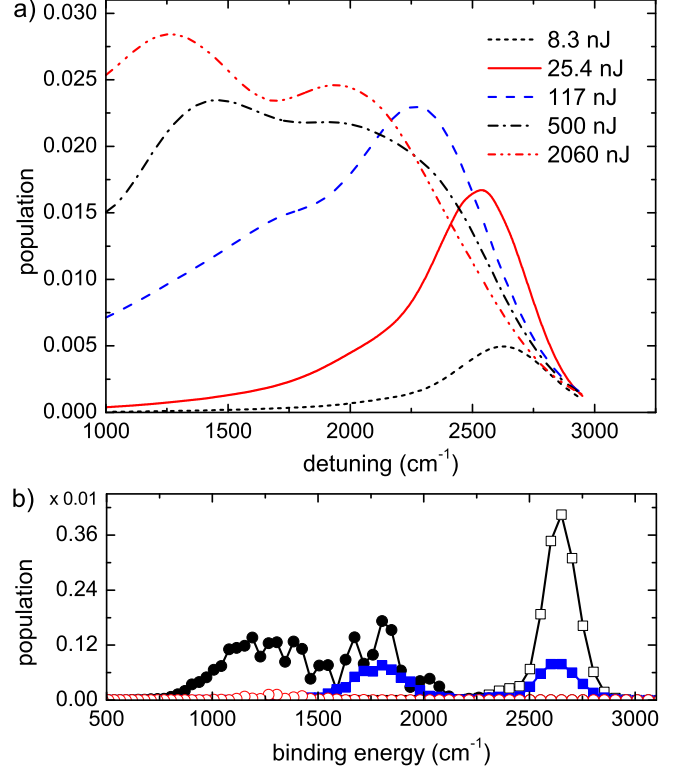 a)
0.030
0.025
0.020
0.015
0.010
0.005
0.000
population
8.3 nJ
25.4 nJ
117 nJ
500 nJ
2060 nJ
1000 1500 2000 2500 3000
detuning (cm⁻¹)
b)
x 0.01
0.36
0.24
0.12
0.00
population
500 1000 1500 2000 2500 3000
binding energy (cm⁻¹)